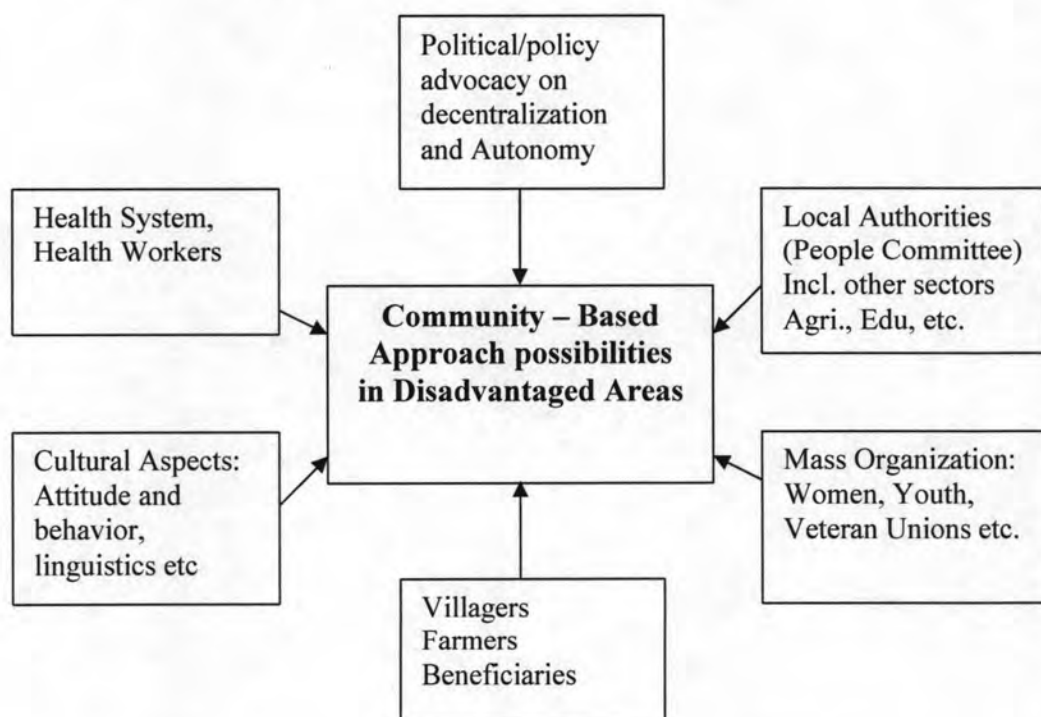 Political/policy
advocacy on
decentralization
and Autonomy
Health System,
Health Workers
Local Authorities
(People Committee)
Incl. other sectors
Agri., Edu, etc.
Community – Based
Approach possibilities
in Disadvantaged Areas
Cultural Aspects:
Attitude and
behavior,
linguistics etc
Mass Organization:
Women, Youth,
Veteran Unions etc.
Villagers
Farmers
Beneficiaries